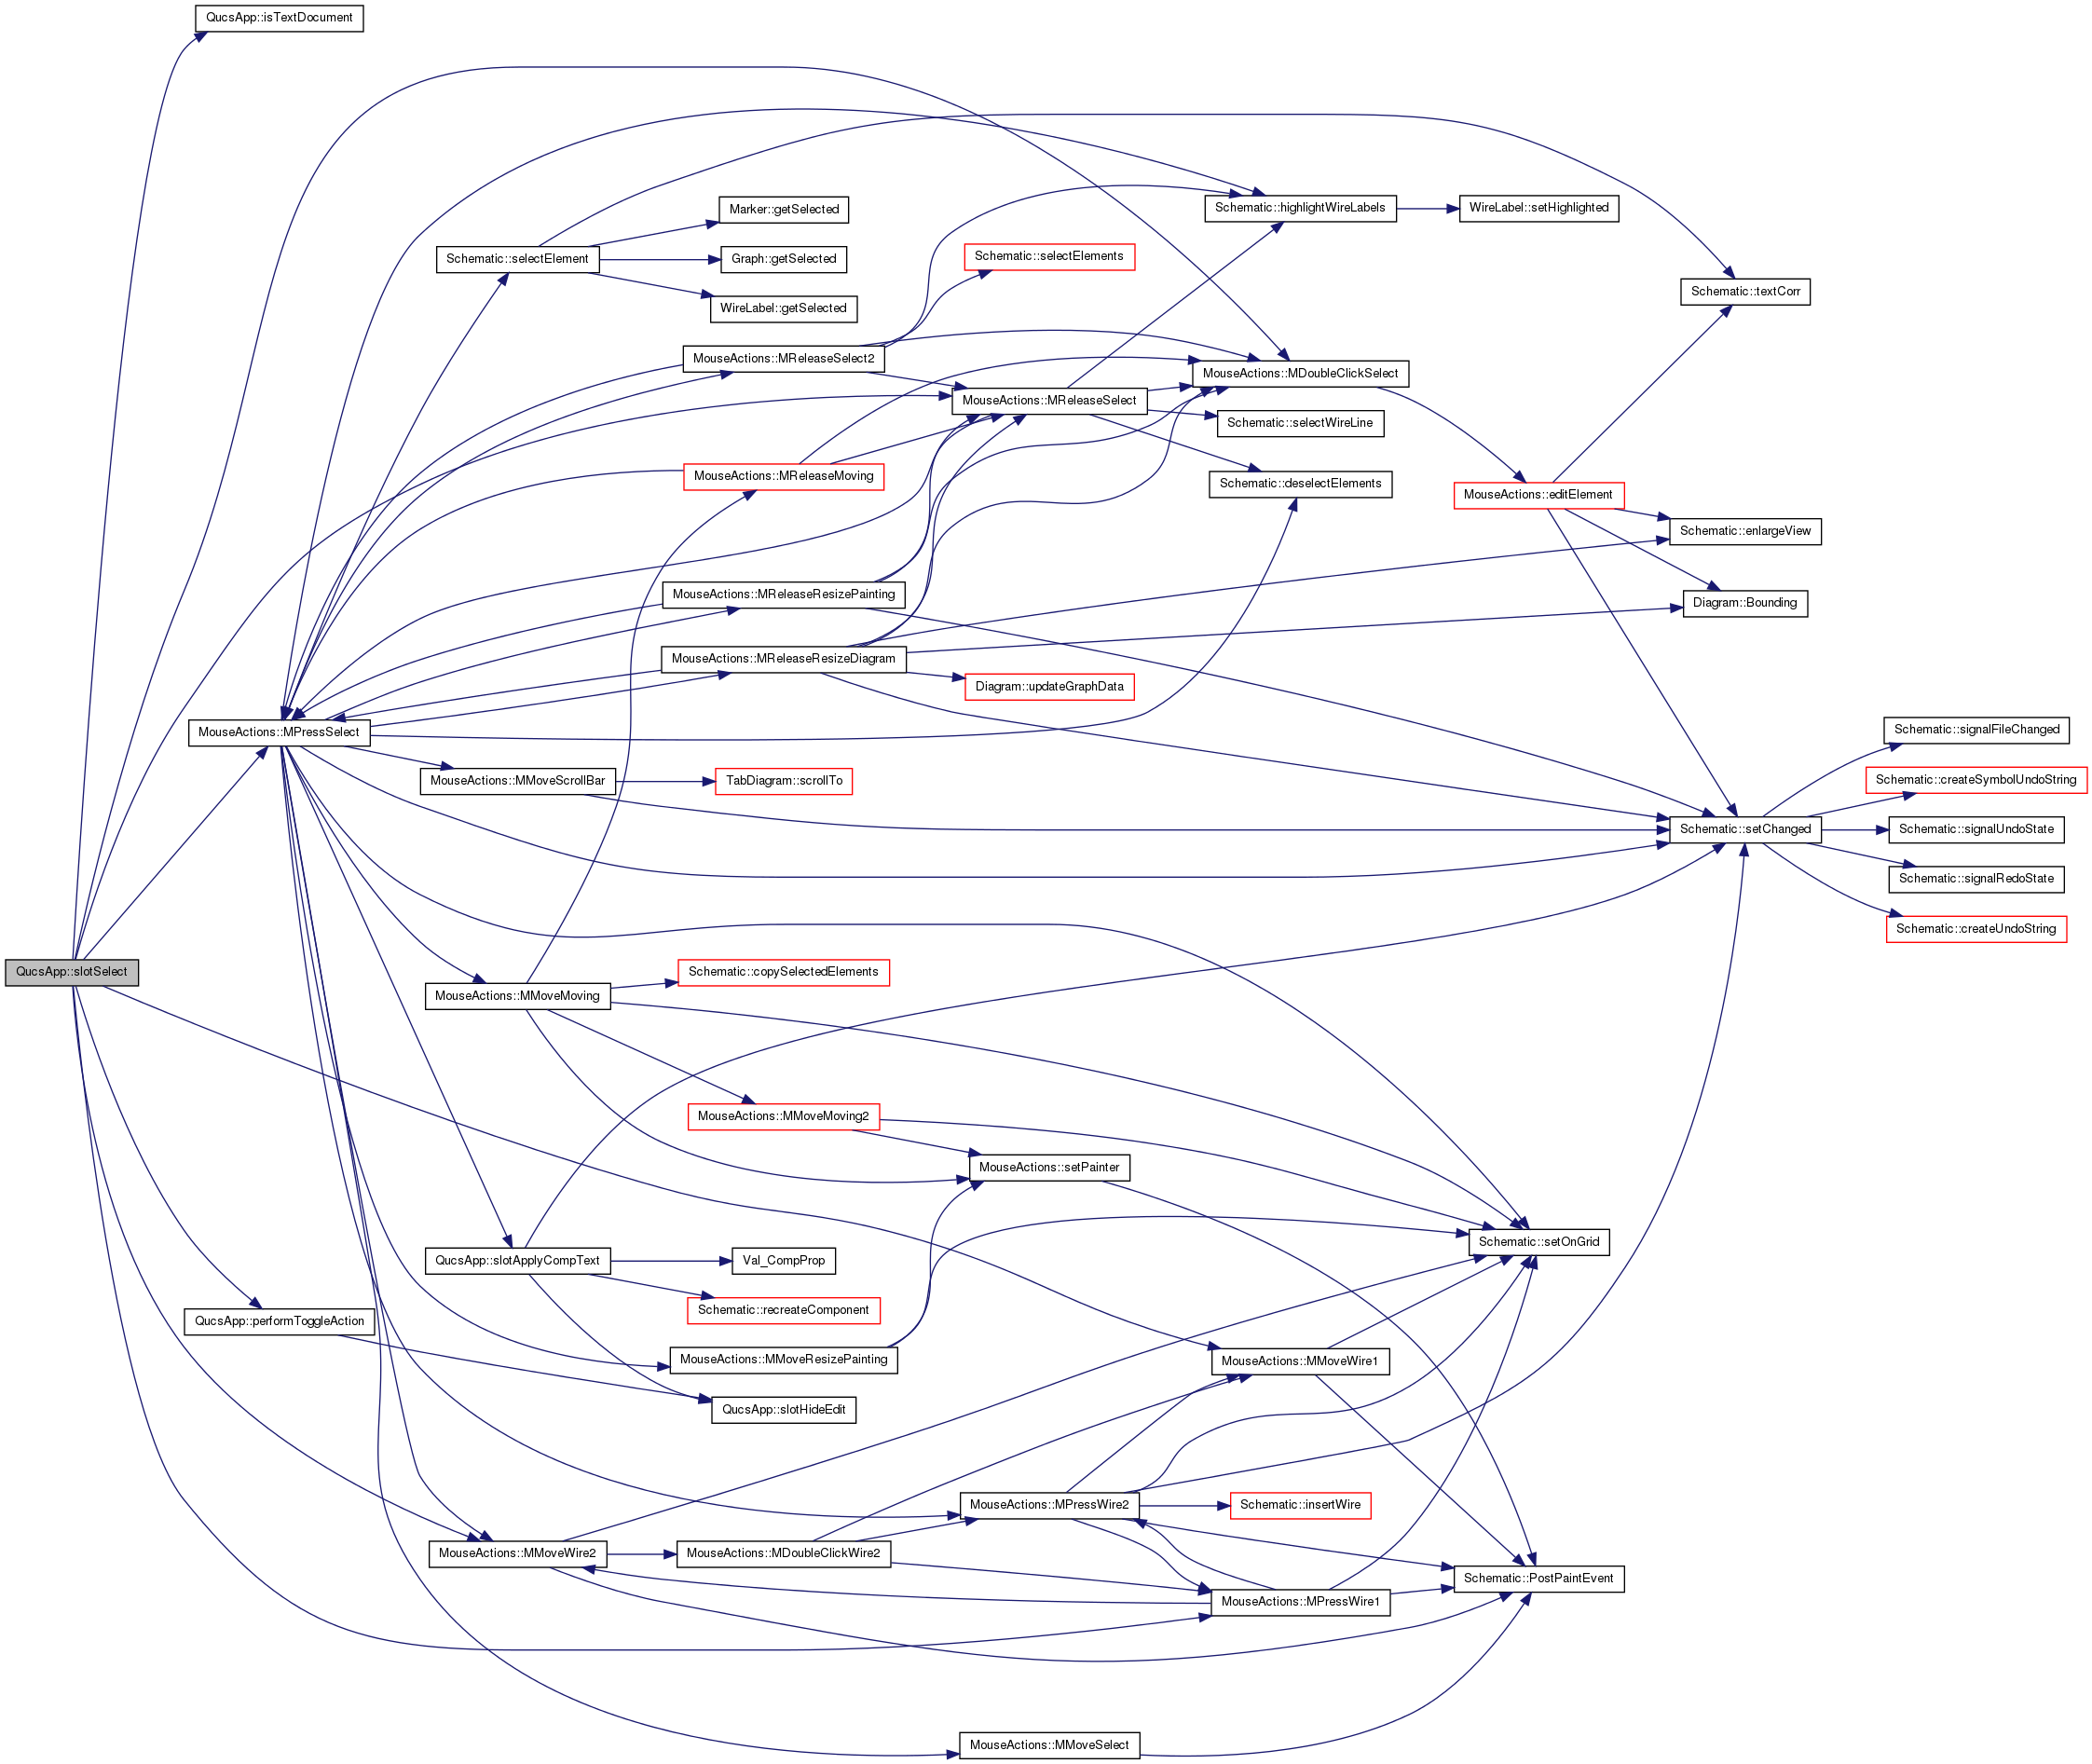 QucsApp::isTextDocument
Marker::getSelected
Schematic::highlightWireLabels
WireLabel::setHighlighted
Schematic::selectElement
Graph::getSelected
Schematic::selectElements
Schematic::textCorr
WireLabel::getSelected
MouseActions::MReleaseSelect2
MouseActions::MDoubleClickSelect
MouseActions::MReleaseSelect
Schematic::selectWireLine
MouseActions::MReleaseMoving
Schematic::deselectElements
MouseActions::editElement
Schematic::enlargeView
MouseActions::MReleaseResizePainting
Diagram::Bounding
MouseActions::MReleaseResizeDiagram
Diagram::updateGraphData
MouseActions::MPressSelect
Schematic::signalFileChanged
MouseActions::MMoveScrollBar
TabDiagram::scrollTo
Schematic::createSymbolUndoString
Schematic::setChanged
Schematic::signalUndoState
Schematic::signalRedoState
Schematic::createUndoString
QucsApp::slotSelect
Schematic::copySelectedElements
MouseActions::MMoveMoving
MouseActions::MMoveMoving2
MouseActions::setPainter
Schematic::setOnGrid
QucsApp::slotApplyCompText
Val_CompProp
Schematic::recreateComponent
QucsApp::performToggleAction
MouseActions::MMoveResizePainting
MouseActions::MMoveWire1
QucsApp::slotHideEdit
MouseActions::MPressWire2
Schematic::insertWire
MouseActions::MMoveWire2
MouseActions::MDoubleClickWire2
Schematic::PostPaintEvent
MouseActions::MPressWire1
MouseActions::MMoveSelect